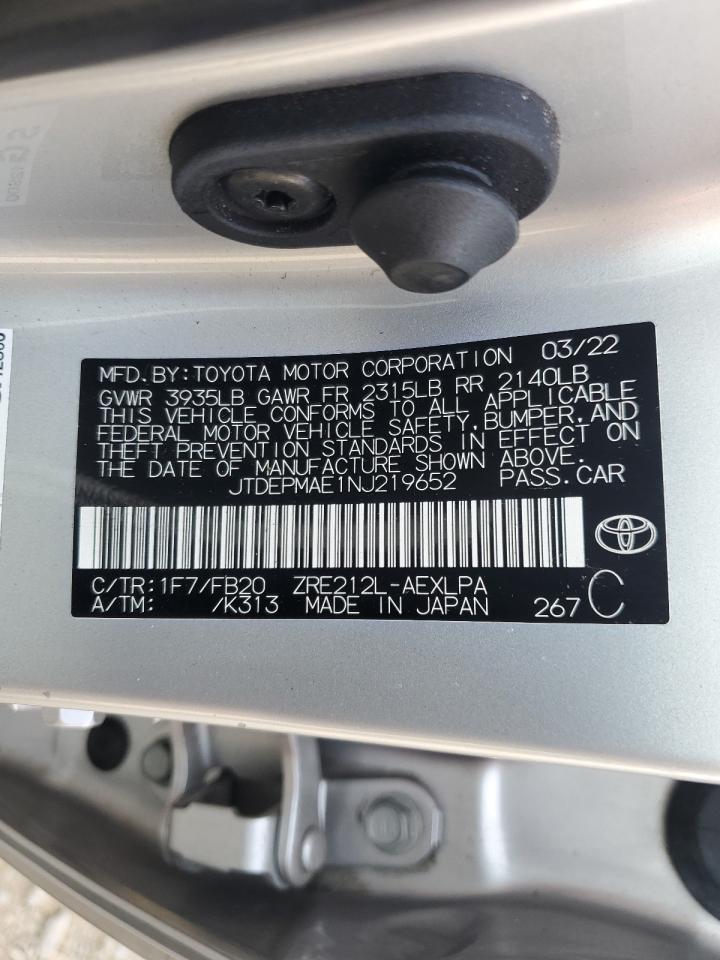 MFD.BY:TOYOTA MOTOR CORPORATION 03/22
GVWR 3935LB GAWR FR 2315LB RR 2140LB
THIS VEHICLE CONFORMS TO ALL APPLICABLE
FEDERAL MOTOR VEHICLE SAFETY,BUMPER,AND
THEFT PREVENTION STANDARDS IN EFFECT ON
THE DATE OF MANUFACTURE SHOWN ABOVE.
JTDEPMAE1NJ219652 PASS.CAR
C/TR:1F7/FB20 ZRE212L-AEXLPA
A/TM: /K313 MADE IN JAPAN 267 C